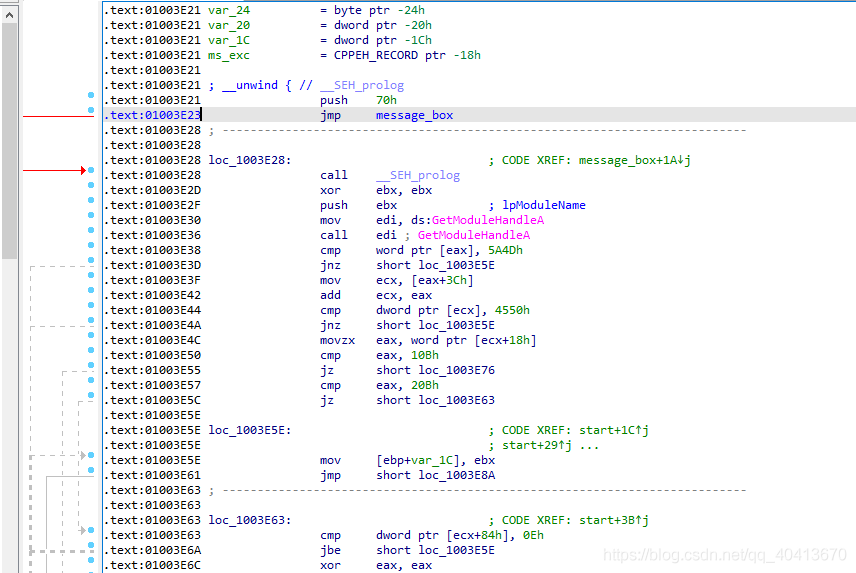 .text:01003E21 var_24 = byte ptr -24h
.text:01003E21 var_20 = dword ptr -20h
.text:01003E21 var_1C = dword ptr -1Ch
.text:01003E21 ms_exc = CPPEH_RECORD ptr -18h
.text:01003E21
.text:01003E21 ; __unwind { // __SEH_prolog
.text:01003E21 push 70h
.text:01003E23 jmp message_box
.text:01003E28 ; ---------------------------------------------------------------------------
.text:01003E28
.text:01003E28 loc_1003E28: ; CODE XREF: message_box+1A↓j
.text:01003E28 call __SEH_prolog
.text:01003E2D xor ebx, ebx
.text:01003E2F push ebx ; lpModuleName
.text:01003E30 mov edi, ds:GetModuleHandleA
.text:01003E36 call edi ; GetModuleHandleA
.text:01003E38 cmp word ptr [eax], 5A4Dh
.text:01003E3D jnz short loc_1003E5E
.text:01003E3F mov ecx, [eax+3Ch]
.text:01003E42 add ecx, eax
.text:01003E44 cmp dword ptr [ecx], 4550h
.text:01003E4A jnz short loc_1003E5E
.text:01003E4C movzx eax, word ptr [ecx+18h]
.text:01003E50 cmp eax, 10Bh
.text:01003E55 jz short loc_1003E76
.text:01003E57 cmp eax, 20Bh
.text:01003E5C jz short loc_1003E63
.text:01003E5E
.text:01003E5E loc_1003E5E: ; CODE XREF: start+1C↑j
.text:01003E5E ; start+29↑j ...
.text:01003E5E mov [ebp+var_1C], ebx
.text:01003E61 jmp short loc_1003E8A
.text:01003E63 ; ---------------------------------------------------------------------------
.text:01003E63
.text:01003E63 loc_1003E63: ; CODE XREF: start+3B↑j
.text:01003E63 cmp dword ptr [ecx+84h], 0Eh
.text:01003E6A jbe short loc_1003E5E
.text:01003E6C xor eax, eax
https://blog.csdn.net/qq_40413670